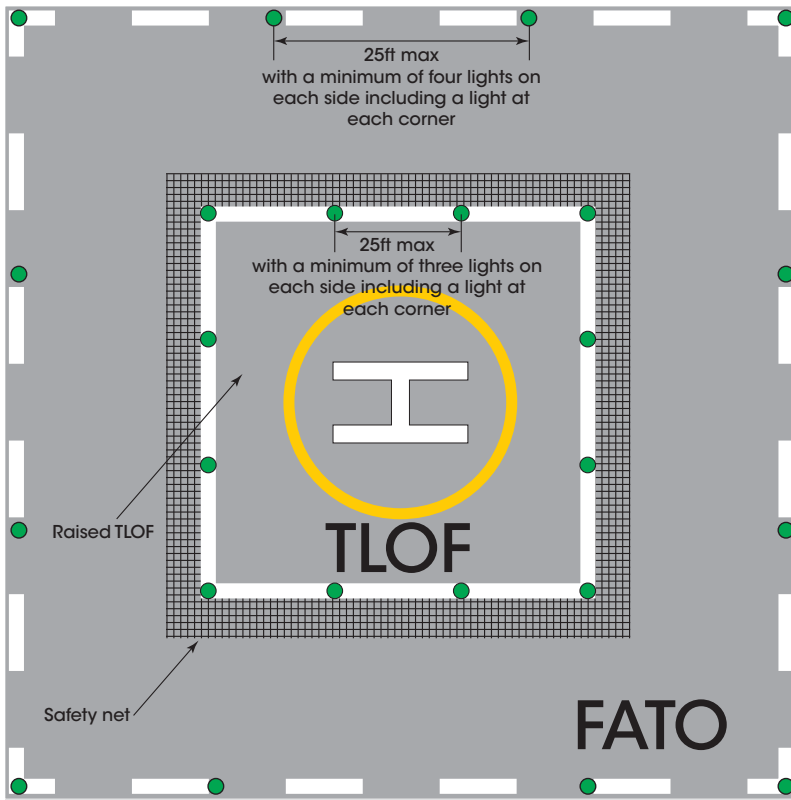 25ft max
with a minimum of four lights on
each side including a light at
each corner
25ft max
with a minimum of three lights on
each side including a light at
each corner
H
Raised TLOF
TLOF
Safety net
FATO